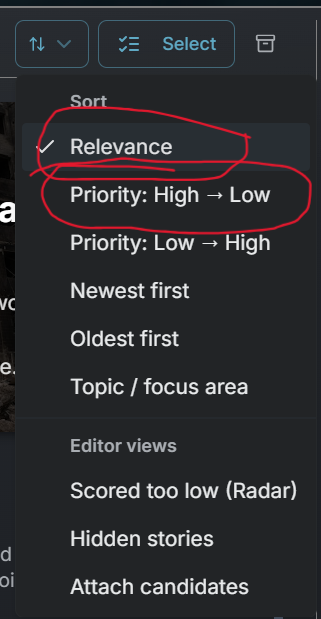 Select
Sort
Relevance
Priority: High → Low
Priority: Low → High
Newest first
Oldest first
Topic / focus area
Editor views
Scored too low (Radar)
Hidden stories
Attach candidates